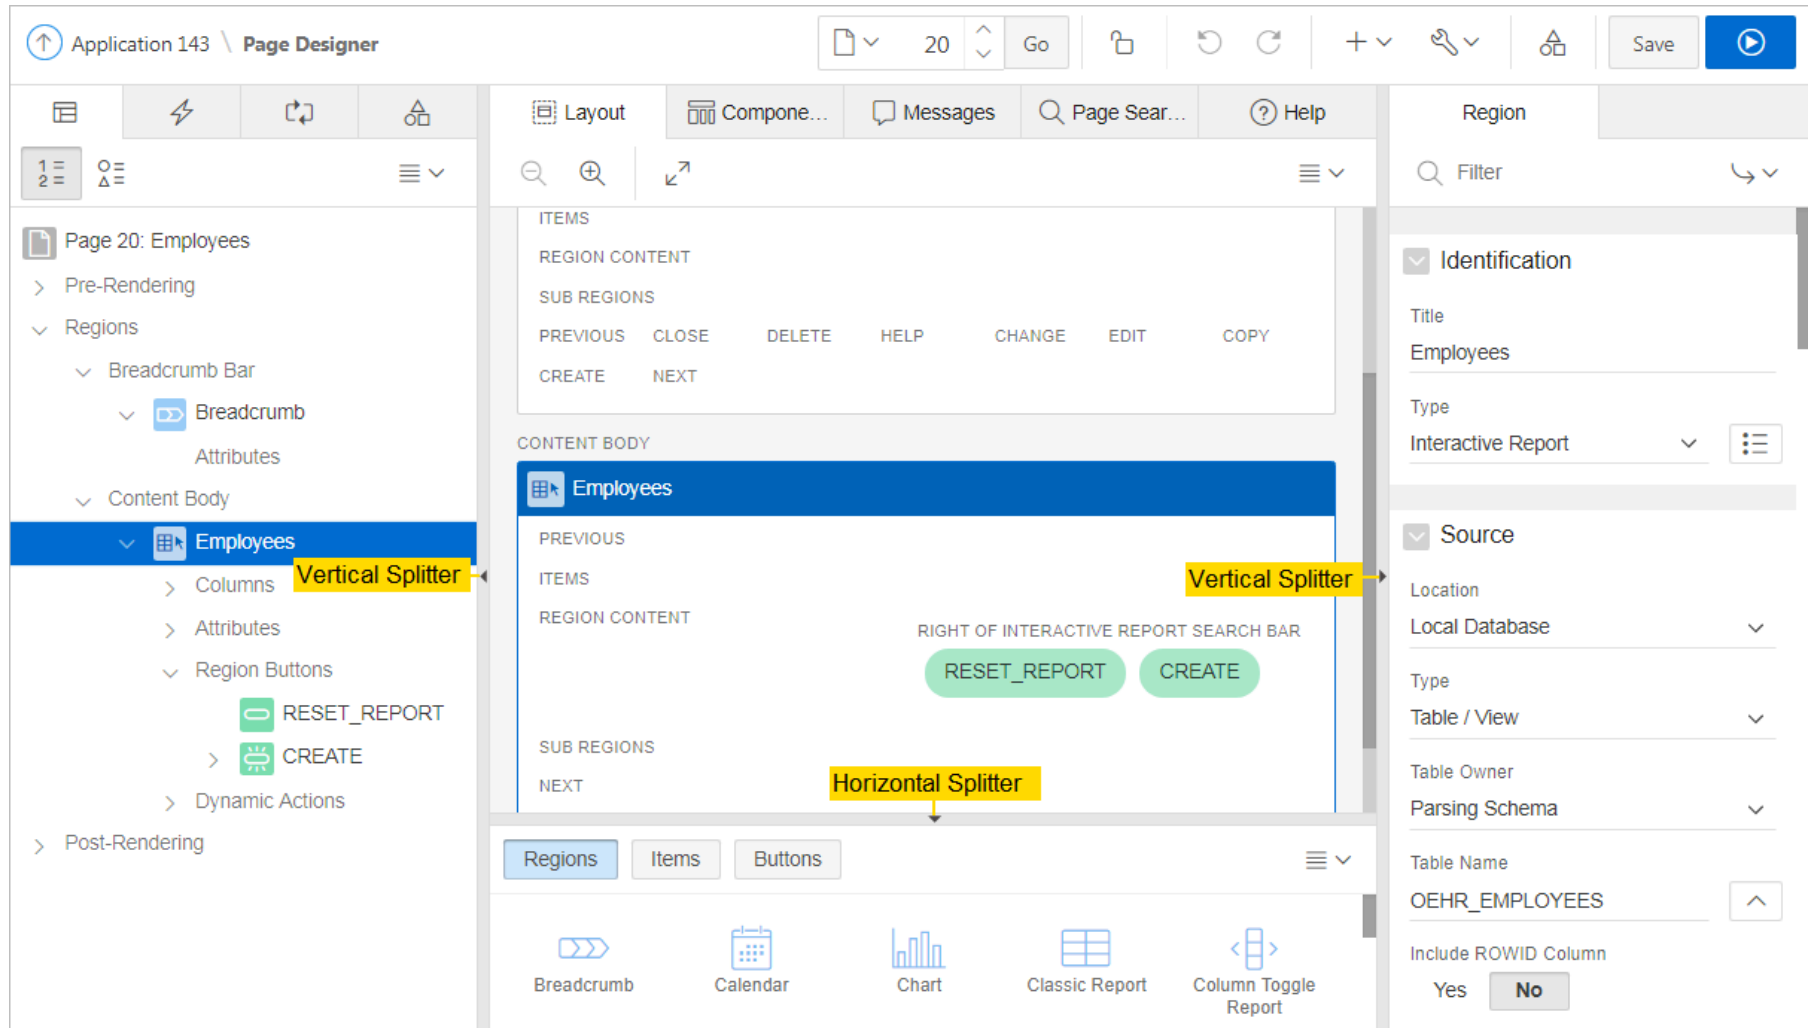 Application 143 \ Page Designer
20
Go
Save
Layout
Compone...
Messages
Page Sear...
Help
Region
1
2
Filter
Page 20: Employees
Pre-Rendering
Regions
Breadcrumb Bar
Breadcrumb
Attributes
Content Body
Employees
Vertical Splitter
Columns
Attributes
Region Buttons
RESET_REPORT
CREATE
Dynamic Actions
Post-Rendering
ITEMS
REGION CONTENT
SUB REGIONS
PREVIOUS CLOSE DELETE HELP CHANGE EDIT COPY
CREATE NEXT
CONTENT BODY
Employees
PREVIOUS
ITEMS
Vertical Splitter
REGION CONTENT
RIGHT OF INTERACTIVE REPORT SEARCH BAR
RESET_REPORT CREATE
SUB REGIONS
NEXT
Horizontal Splitter
Regions Items Buttons
Breadcrumb
Calendar
Chart
Classic Report
Column Toggle
Report
Identification
Title
Employees
Type
Interactive Report
Source
Location
Local Database
Type
Table / View
Table Owner
Parsing Schema
Table Name
OEHR_EMPLOYEES
Include ROWID Column
Yes No